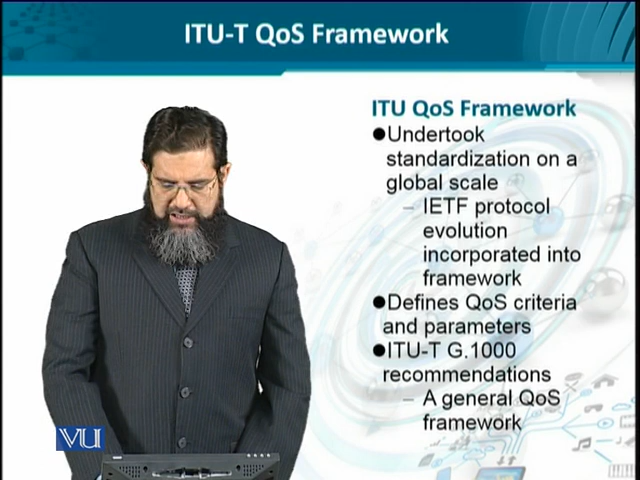 ITU-T QoS Framework
ITU QoS Framework
●Undertook
standardization on a
global scale
– IETF protocol
evolution
incorporated into
framework
●Defines QoS criteria
and parameters
●ITU-T G.1000
recommendations
– A general QoS
framework
VU